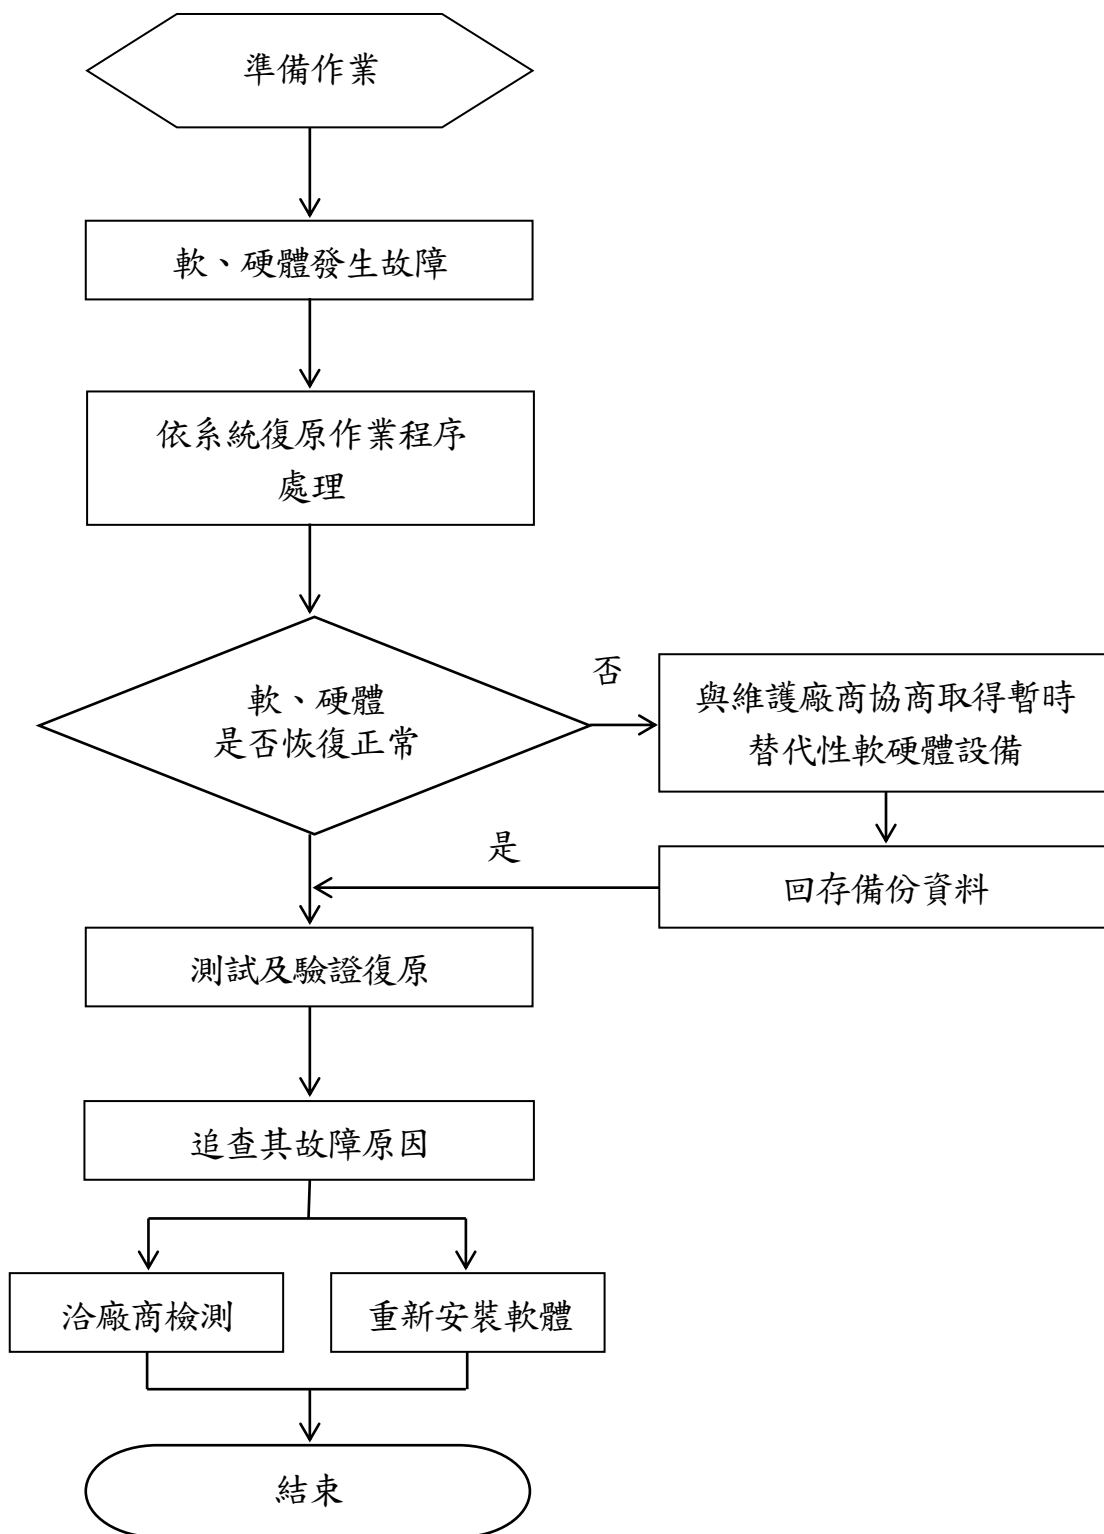 準備作業
軟、硬體發生故障
依系統復原作業程序
處理
軟、硬體
是否恢復正常
否
與維護廠商協商取得暫時
替代性軟硬體設備
是
回存備份資料
測試及驗證復原
追查其故障原因
洽廠商檢測
重新安裝軟體
結束